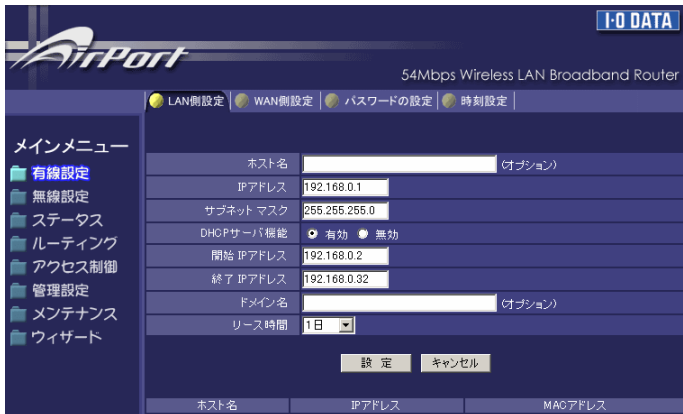 I·O DATA
AirPort
54Mbps Wireless LAN Broadband Router
LAN側設定 WAN側設定 パスワードの設定 時刻設定
メインメニュー
有線設定
無線設定
ステータス
ルーティング
アクセス制御
管理設定
メンテナンス
ウィザード
ホスト名 (オプション)
IPアドレス 192.168.0.1
サブネット マスク 255.255.255.0
DHCPサーバ機能 有効 無効
開始 IPアドレス 192.168.0.2
終了 IPアドレス 192.168.0.32
ドメイン名 (オプション)
リース時間 1日
設 定 キャンセル
ホスト名 IPアドレス MACアドレス